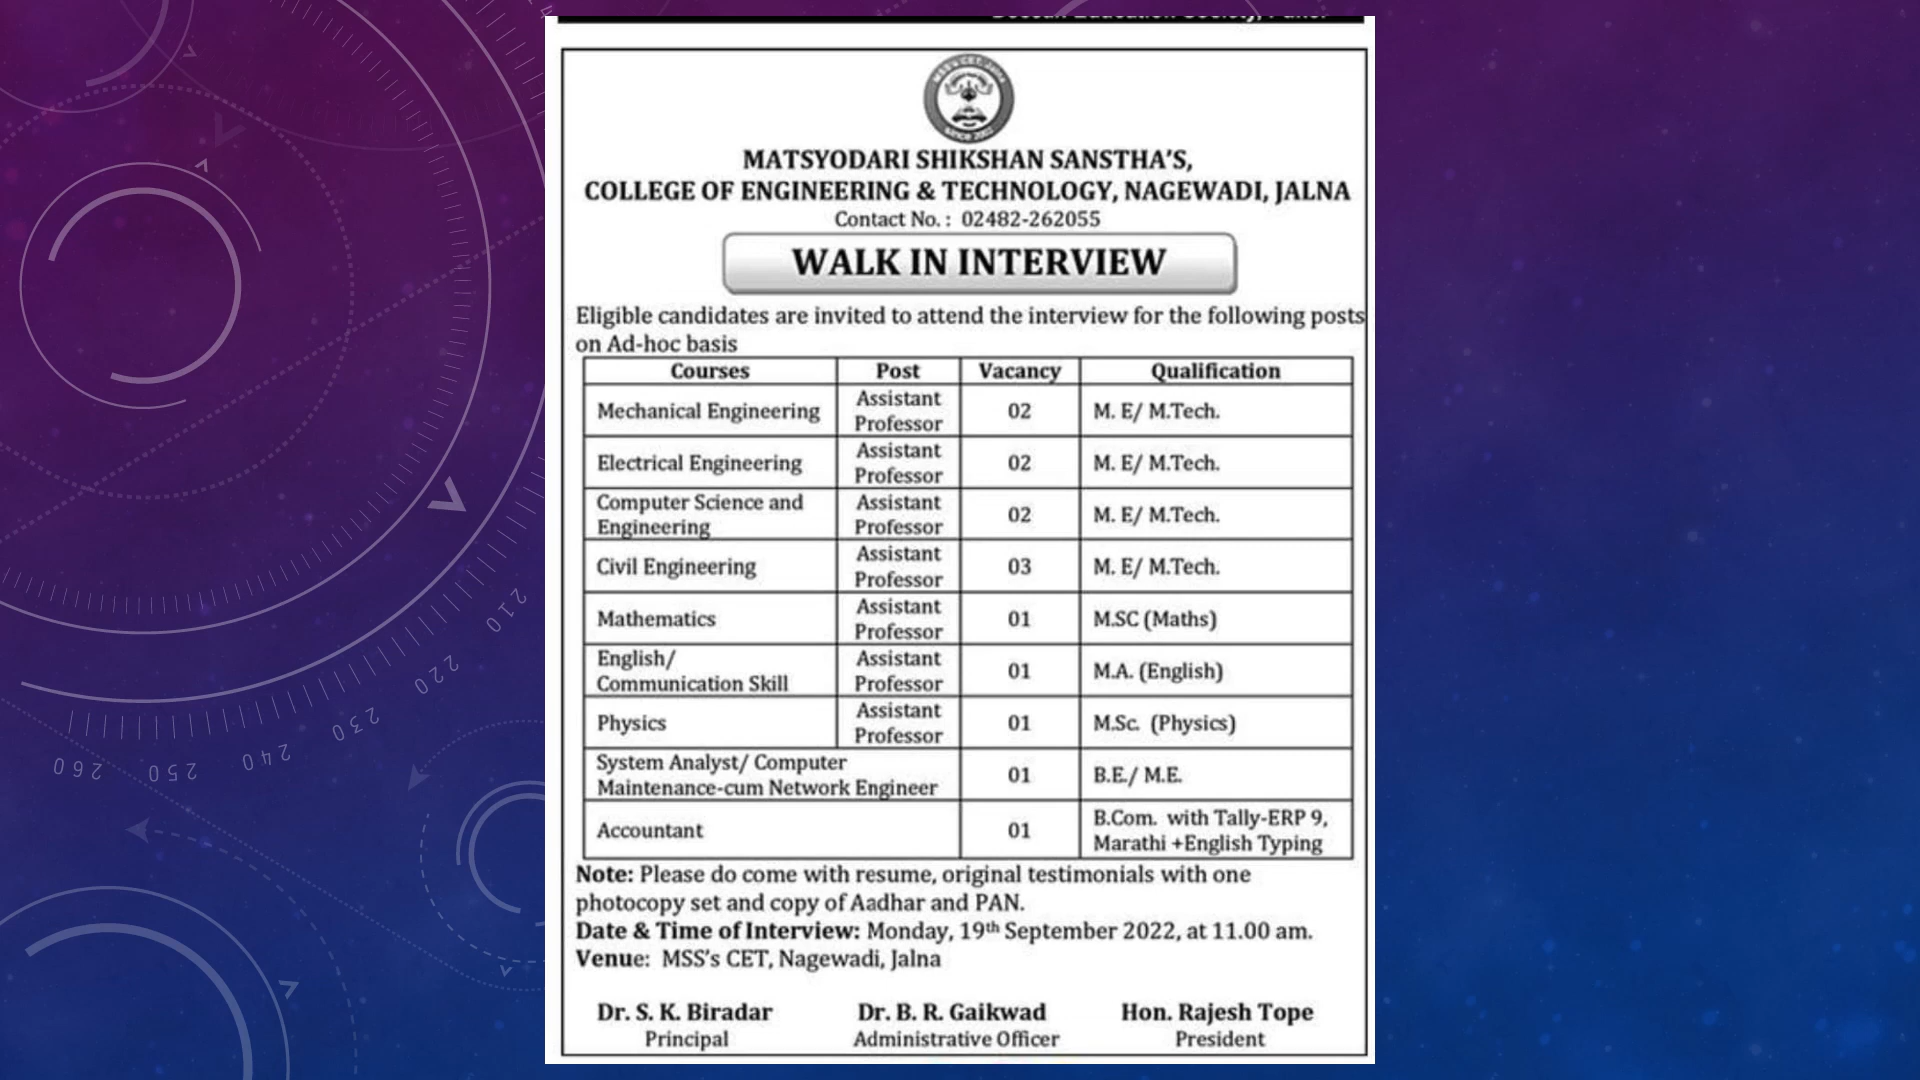 MATSYODARI SHIKSHAN SANSTHA'S,
COLLEGE OF ENGINEERING & TECHNOLOGY, NAGEWADI, JALNA
Contact No. : 02482-262055
WALK IN INTERVIEW
Eligible candidates are invited to attend the interview for the following posts
on Ad-hoc basis
Courses Post Vacancy Qualification
Mechanical Engineering Assistant Professor 02 M. E/ M.Tech.
Electrical Engineering Assistant Professor 02 M. E/ M.Tech.
Computer Science and Engineering Assistant Professor 02 M. E/ M.Tech.
Civil Engineering Assistant Professor 03 M. E/ M.Tech.
Mathematics Assistant Professor 01 M.SC (Maths)
English/ Communication Skill Assistant Professor 01 M.A. (English)
Physics Assistant Professor 01 M.Sc. (Physics)
System Analyst/ Computer Maintenance-cum Network Engineer 01 B.E./ M.E.
Accountant 01 B.Com. with Tally-ERP 9, Marathi +English Typing
Note: Please do come with resume, original testimonials with one
photocopy set and copy of Aadhar and PAN.
Date & Time of Interview: Monday, 19th September 2022, at 11.00 am.
Venue: MSS's CET, Nagewadi, Jalna
Dr. S. K. Biradar Dr. B. R. Gaikwad Hon. Rajesh Tope
Principal Administrative Officer President
210
220
230
240
250
260